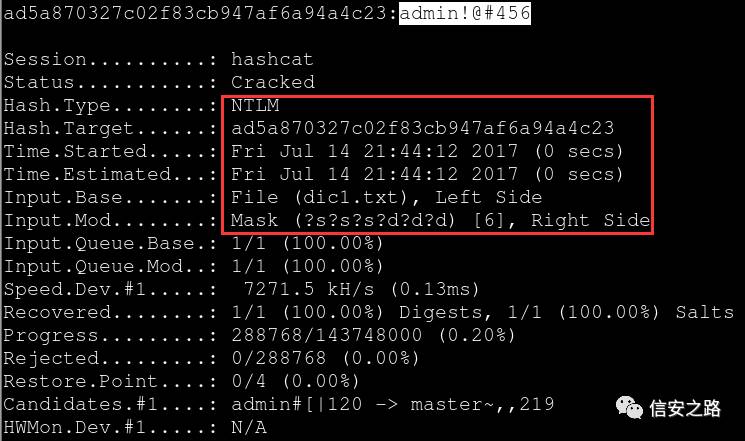 ad5a870327c02f83cb947af6a94a4c23:admin!@#456
Session..........: hashcat
Status...........: Cracked
Hash.Type........: NTLM
Hash.Target......: ad5a870327c02f83cb947af6a94a4c23
Time.Started.....: Fri Jul 14 21:44:12 2017 (0 secs)
Time.Estimated...: Fri Jul 14 21:44:12 2017 (0 secs)
Input.Base.......: File (dic1.txt), Left Side
Input.Mod........: Mask (?s?s?s?d?d?d) [6], Right Side
Input.Queue.Base.: 1/1 (100.00%)
Input.Queue.Mod..: 1/1 (100.00%)
Speed.Dev.#1.....:  7271.5 kH/s (0.13ms)
Recovered........: 1/1 (100.00%) Digests, 1/1 (100.00%) Salts
Progress.........: 288768/143748000 (0.20%)
Rejected.........: 0/288768 (0.00%)
Restore.Point....: 0/4 (0.00%)
Candidates.#1....: admin#[|120 -> master~,,219
HWMon.Dev.#1.....: N/A
信安之路